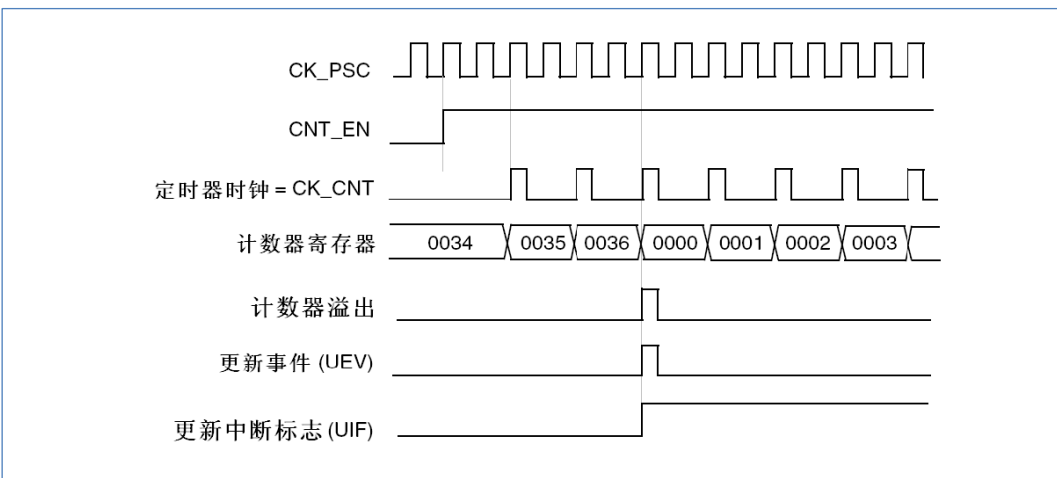 CK_PSC
CNT_EN
定时器时钟 = CK_CNT
计数器寄存器 0034 0035 0036 0000 0001 0002 0003
计数器溢出
更新事件 (UEV)
更新中断标志 (UIF)